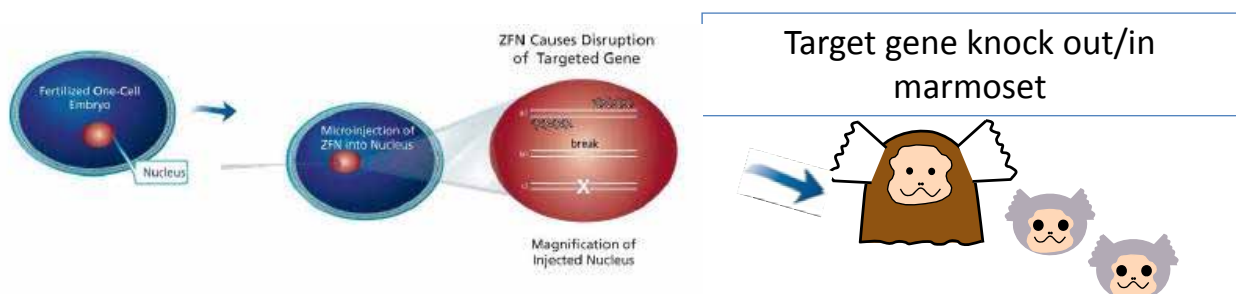 Fertilized One-Cell
Embryo
Nucleus
Microinjection of
ZFN into Nucleus
ZFN Causes Disruption
of Targeted Gene
a)
break
b)
c)
X
Magnification of
Injected Nucleus
Target gene knock out/in
marmoset